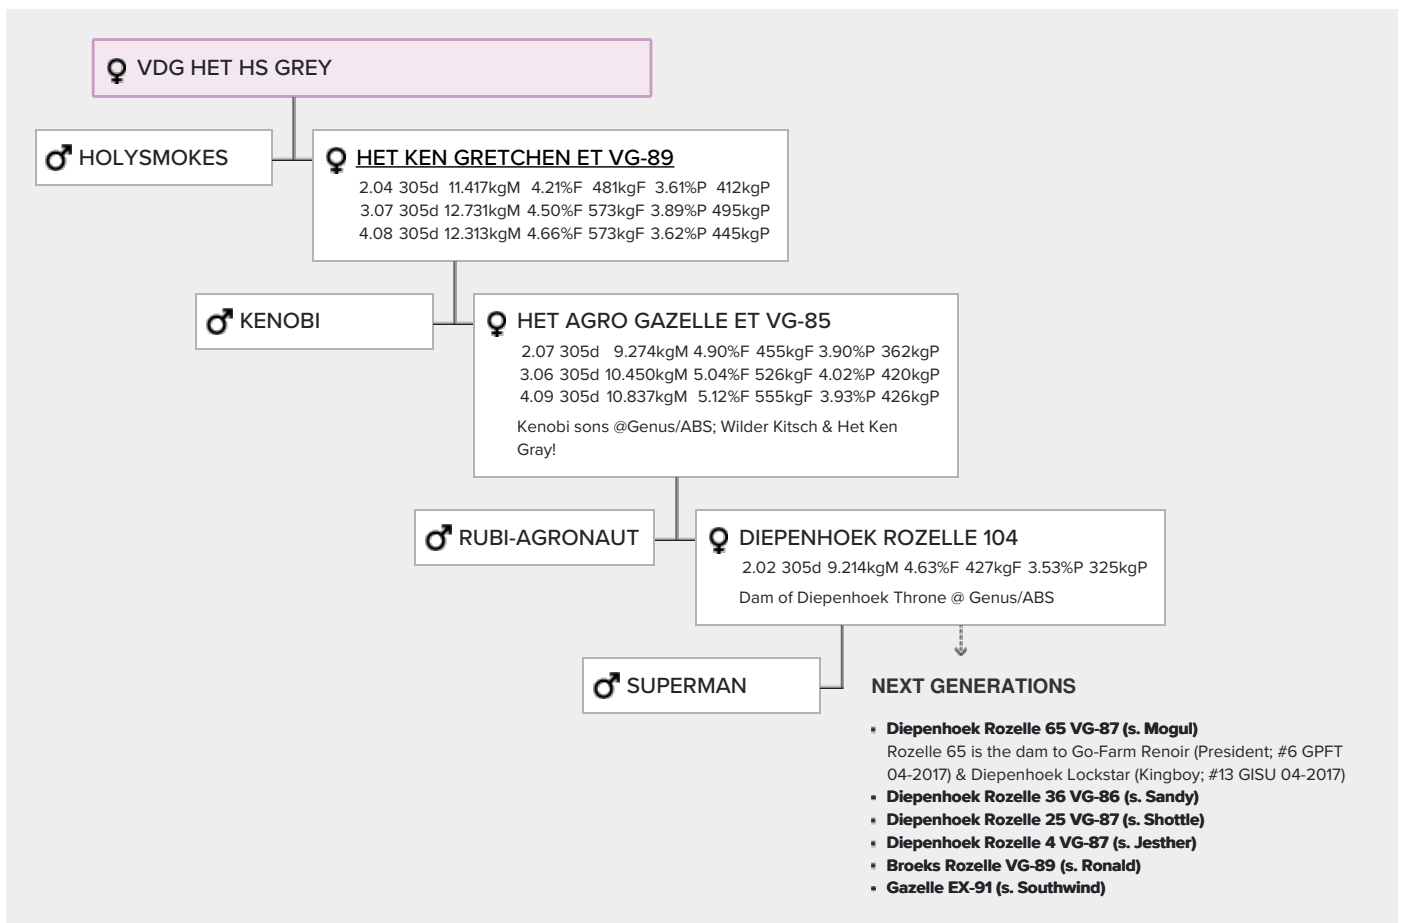 VDG HET HS GREY
HOLYSMOKES
HET KEN GRETCHEN ET VG-89
2.04 305d 11.417kgM 4.21%F 481kgF 3.61%P 412kgP
3.07 305d 12.731kgM 4.50%F 573kgF 3.89%P 495kgP
4.08 305d 12.313kgM 4.66%F 573kgF 3.62%P 445kgP
KENOBI
HET AGRO GAZELLE ET VG-85
2.07 305d 9.274kgM 4.90%F 455kgF 3.90%P 362kgP
3.06 305d 10.450kgM 5.04%F 526kgF 4.02%P 420kgP
4.09 305d 10.837kgM 5.12%F 555kgF 3.93%P 426kgP
Kenobi sons @Genus/ABS; Wilder Kitsch & Het Ken
Gray!
RUBI-AGRONAUT
DIEPENHOEK ROZELLE 104
2.02 305d 9.214kgM 4.63%F 427kgF 3.53%P 325kgP
Dam of Diepenhoek Throne @ Genus/ABS
SUPERMAN
NEXT GENERATIONS
▪ Diepenhoek Rozelle 65 VG-87 (s. Mogul)
Rozelle 65 is the dam to Go-Farm Renoir (President; #6 GPFT
04-2017) & Diepenhoek Lockstar (Kingboy; #13 GISU 04-2017)
▪ Diepenhoek Rozelle 36 VG-86 (s. Sandy)
▪ Diepenhoek Rozelle 25 VG-87 (s. Shottle)
▪ Diepenhoek Rozelle 4 VG-87 (s. Jesther)
▪ Broeks Rozelle VG-89 (s. Ronald)
▪ Gazelle EX-91 (s. Southwind)